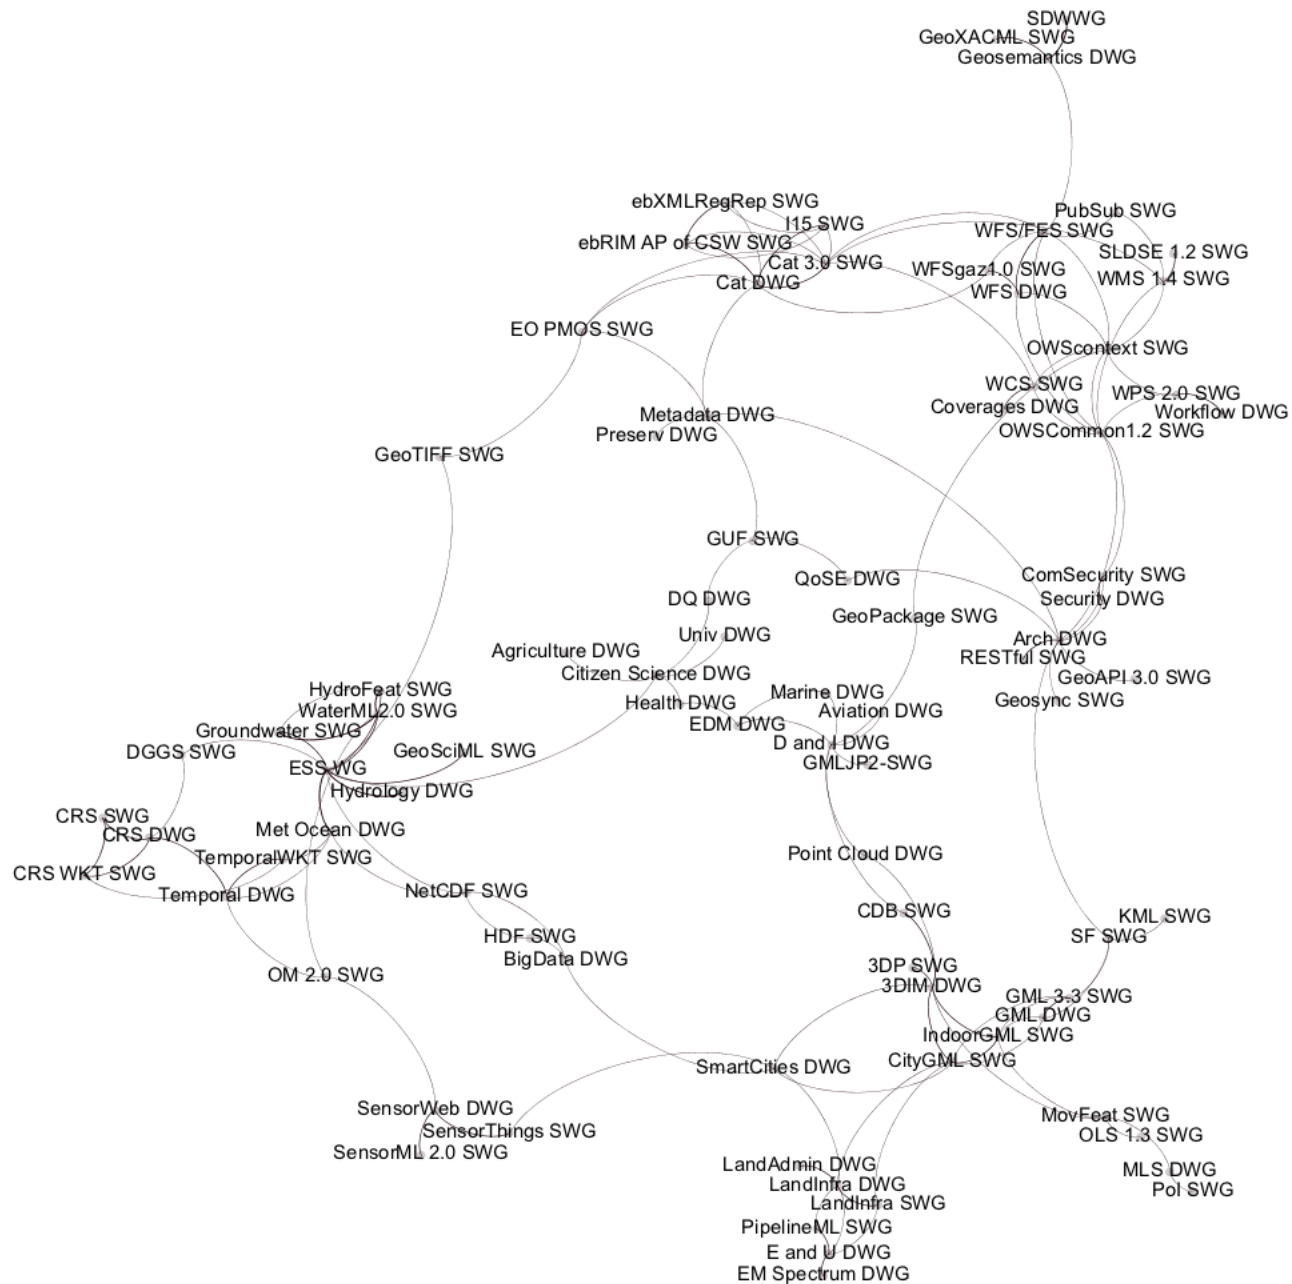 SDWWG
GeoXACML SWG
Geosemantics DWG
ebXMLRegRep SWG
PubSub SWG
I15 SWG
WFS/FES SWG
ebRIM AP of CSW SWG
SLDSE 1.2 SWG
Cat 3.0 SWG
WFSgaz1.0 SWG
WMS 1.4 SWG
Cat DWG
WFS DWG
EO PMOS SWG
OWScontext SWG
WCS SWG
WPS 2.0 SWG
Coverages DWG
Workflow DWG
Metadata DWG
OWSCommon1.2 SWG
Preserv DWG
GeoTIFF SWG
GUF SWG
QoSE DWG
ComSecurity SWG
DQ DWG
Security DWG
GeoPackage SWG
Univ DWG
Arch DWG
Agriculture DWG
RESTful SWG
Citizen Science DWG
GeoAPI 3.0 SWG
HydroFeat SWG
Marine DWG
Health DWG
Geosync SWG
WaterML2.0 SWG
Aviation DWG
EDM DWG
Groundwater SWG
D and I DWG
DGGS SWG
GeoSciML SWG
GMLJP2-SWG
ESS WG
Hydrology DWG
CRS SWG
Met Ocean DWG
CRS DWG
Point Cloud DWG
TemporalWKT SWG
CRS WKT SWG
NetCDF SWG
Temporal DWG
CDB SWG
KML SWG
HDF SWG
SF SWG
BigData DWG
3DP SWG
OM 2.0 SWG
3DIM DWG
GML 3.3 SWG
GML DWG
IndoorGML SWG
CityGML SWG
SmartCities DWG
SensorWeb DWG
MovFeat SWG
SensorThings SWG
OLS 1.3 SWG
SensorML 2.0 SWG
LandAdmin DWG
MLS DWG
LandInfra DWG
PoI SWG
LandInfra SWG
PipelineML SWG
E and U DWG
EM Spectrum DWG